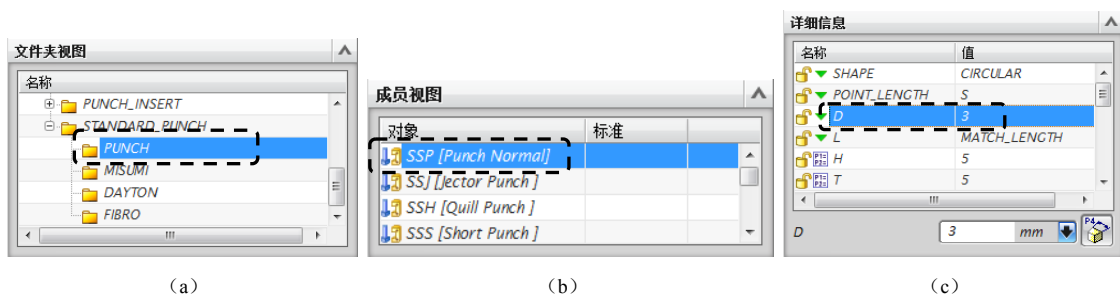 文件夹视图
名称
PUNCH_INSERT
STANDARD_PUNCH
PUNCH
MISUMI
DAYTON
FIBRO
(a)
成员视图
对象 标准
SSP [Punch Normal]
SSJ [Jector Punch ]
SSH [Quill Punch ]
SSS [Short Punch ]
(b)
详细信息
名称 值
SHAPE CIRCULAR
POINT_LENGTH S
D 3
L MATCH_LENGTH
H 5
T 5
D 3 mm
(c)